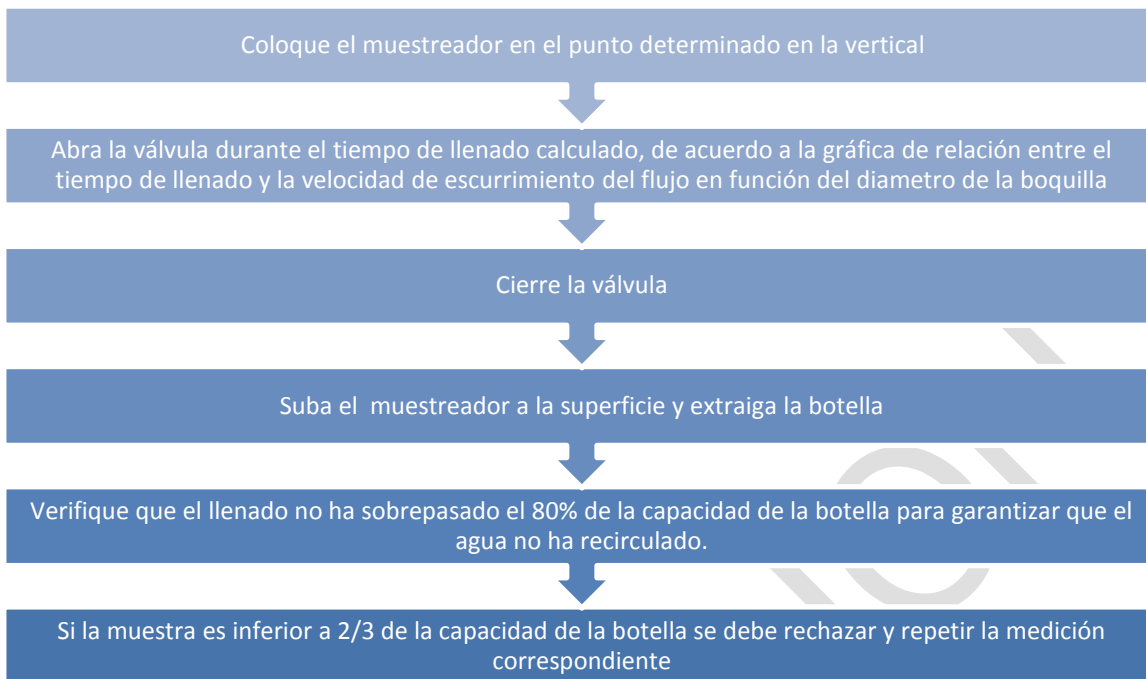 Coloque el muestreador en el punto determinado en la vertical
Abra la válvula durante el tiempo de llenado calculado, de acuerdo a la gráfica de relación entre el
tiempo de llenado y la velocidad de escurrimiento del flujo en función del diametro de la boquilla
Cierre la válvula
Suba el  muestreador a la superficie y extraiga la botella
Verifique que el llenado no ha sobrepasado el 80% de la capacidad de la botella para garantizar que el
agua no ha recirculado.
Si la muestra es inferior a 2/3 de la capacidad de la botella se debe rechazar y repetir la medición
correspondiente